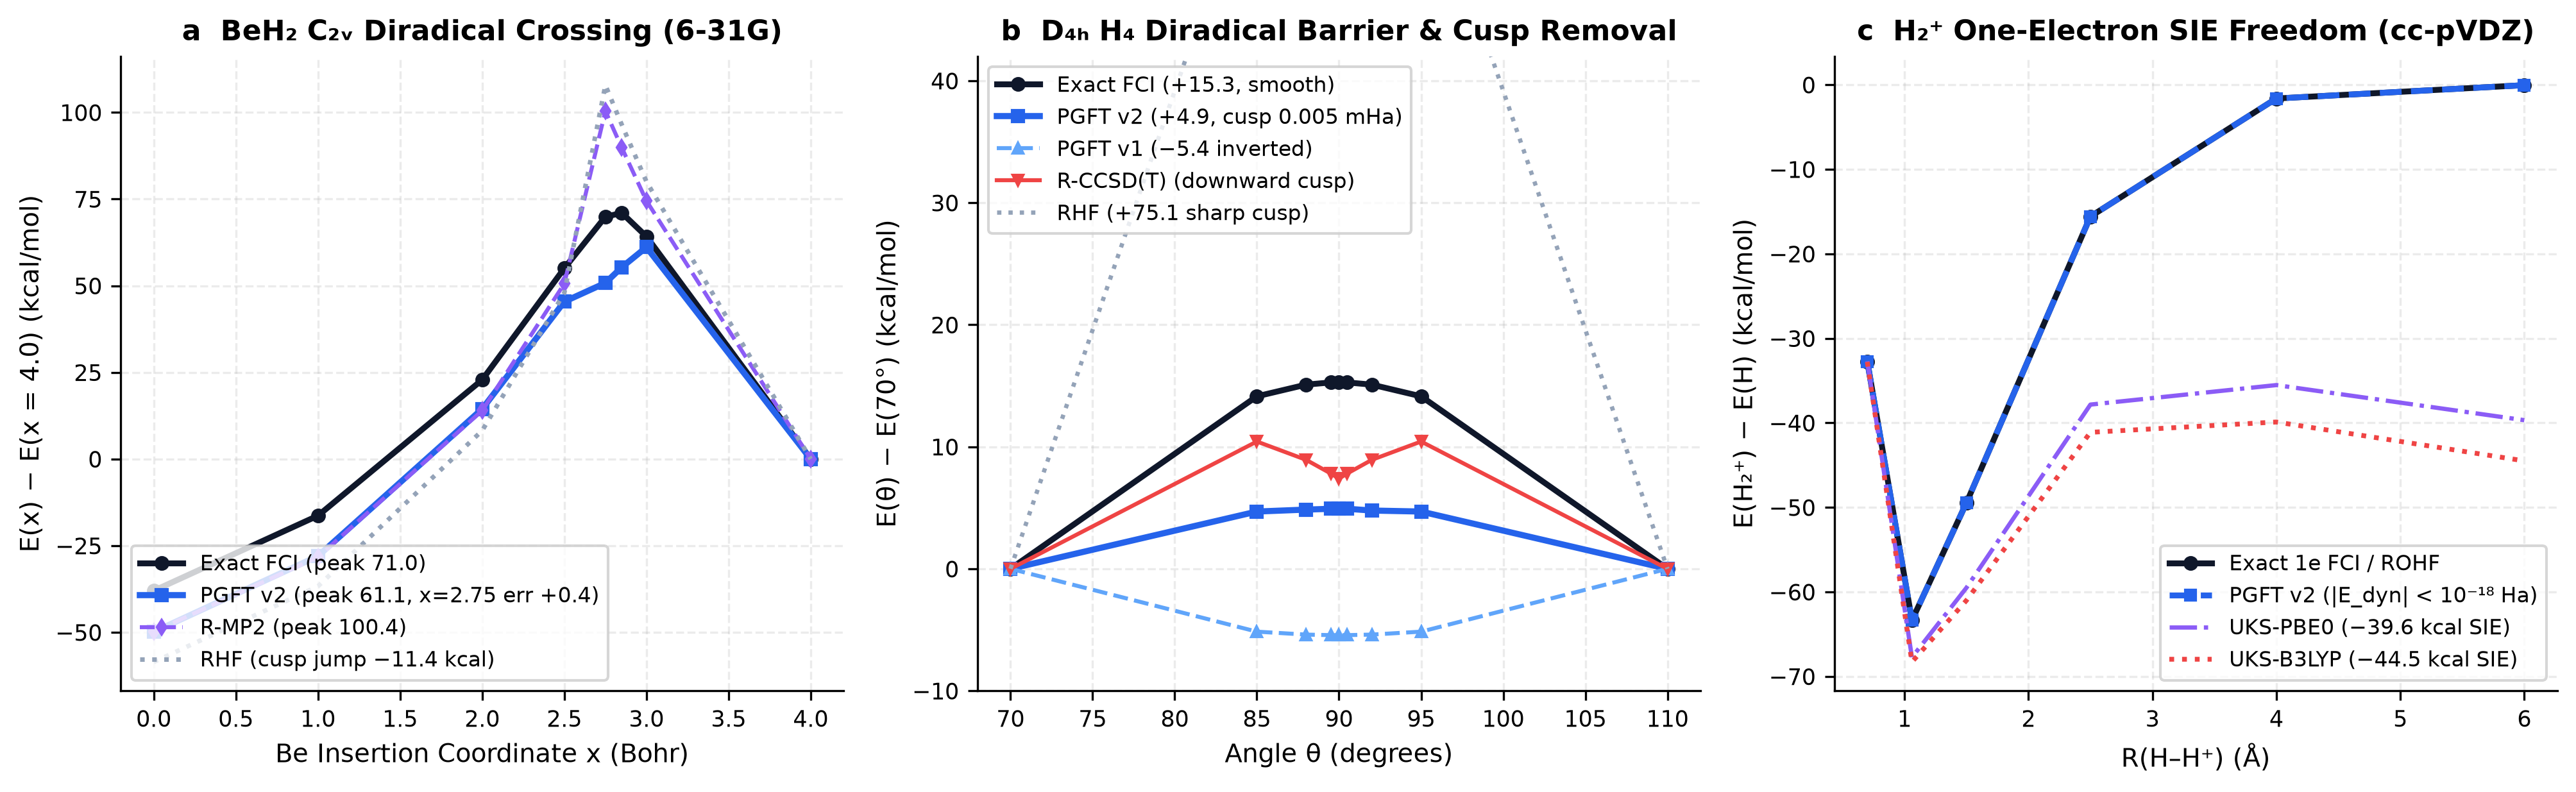 a BeH₂ C₂ᵥ Diradical Crossing (6-31G)
E(x) − E(x = 4.0) (kcal/mol)
100
75
50
25
0
−25
−50
Exact FCI (peak 71.0)
PGFT v2 (peak 61.1, x=2.75 err +0.4)
R-MP2 (peak 100.4)
RHF (cusp jump −11.4 kcal)
0.0 0.5 1.0 1.5 2.0 2.5 3.0 3.5 4.0
Be Insertion Coordinate x (Bohr)
b D₄ₕ H₄ Diradical Barrier & Cusp Removal
E(θ) − E(70°) (kcal/mol)
40
30
20
10
0
−10
Exact FCI (+15.3, smooth)
PGFT v2 (+4.9, cusp 0.005 mHa)
PGFT v1 (−5.4 inverted)
R-CCSD(T) (downward cusp)
RHF (+75.1 sharp cusp)
70 75 80 85 90 95 100 105 110
Angle θ (degrees)
c H₂⁺ One-Electron SIE Freedom (cc-pVDZ)
E(H₂⁺) − E(H) (kcal/mol)
0
−10
−20
−30
−40
−50
−60
−70
Exact 1e FCI / ROHF
PGFT v2 (|E_dyn| < 10⁻¹⁸ Ha)
UKS-PBE0 (−39.6 kcal SIE)
UKS-B3LYP (−44.5 kcal SIE)
1 2 3 4 5 6
R(H–H⁺) (Å)